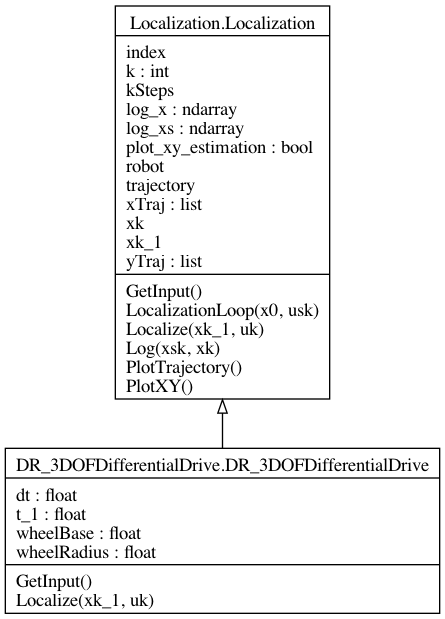 Localization.Localization
index
k : int
kSteps
log_x : ndarray
log_xs : ndarray
plot_xy_estimation : bool
robot
trajectory
xTraj : list
xk
xk_1
yTraj : list
GetInput()
LocalizationLoop(x0, usk)
Localize(xk_1, uk)
Log(xsk, xk)
PlotTrajectory()
PlotXY()
DR_3DOFDifferentialDrive.DR_3DOFDifferentialDrive
dt : float
t_1 : float
wheelBase : float
wheelRadius : float
GetInput()
Localize(xk_1, uk)